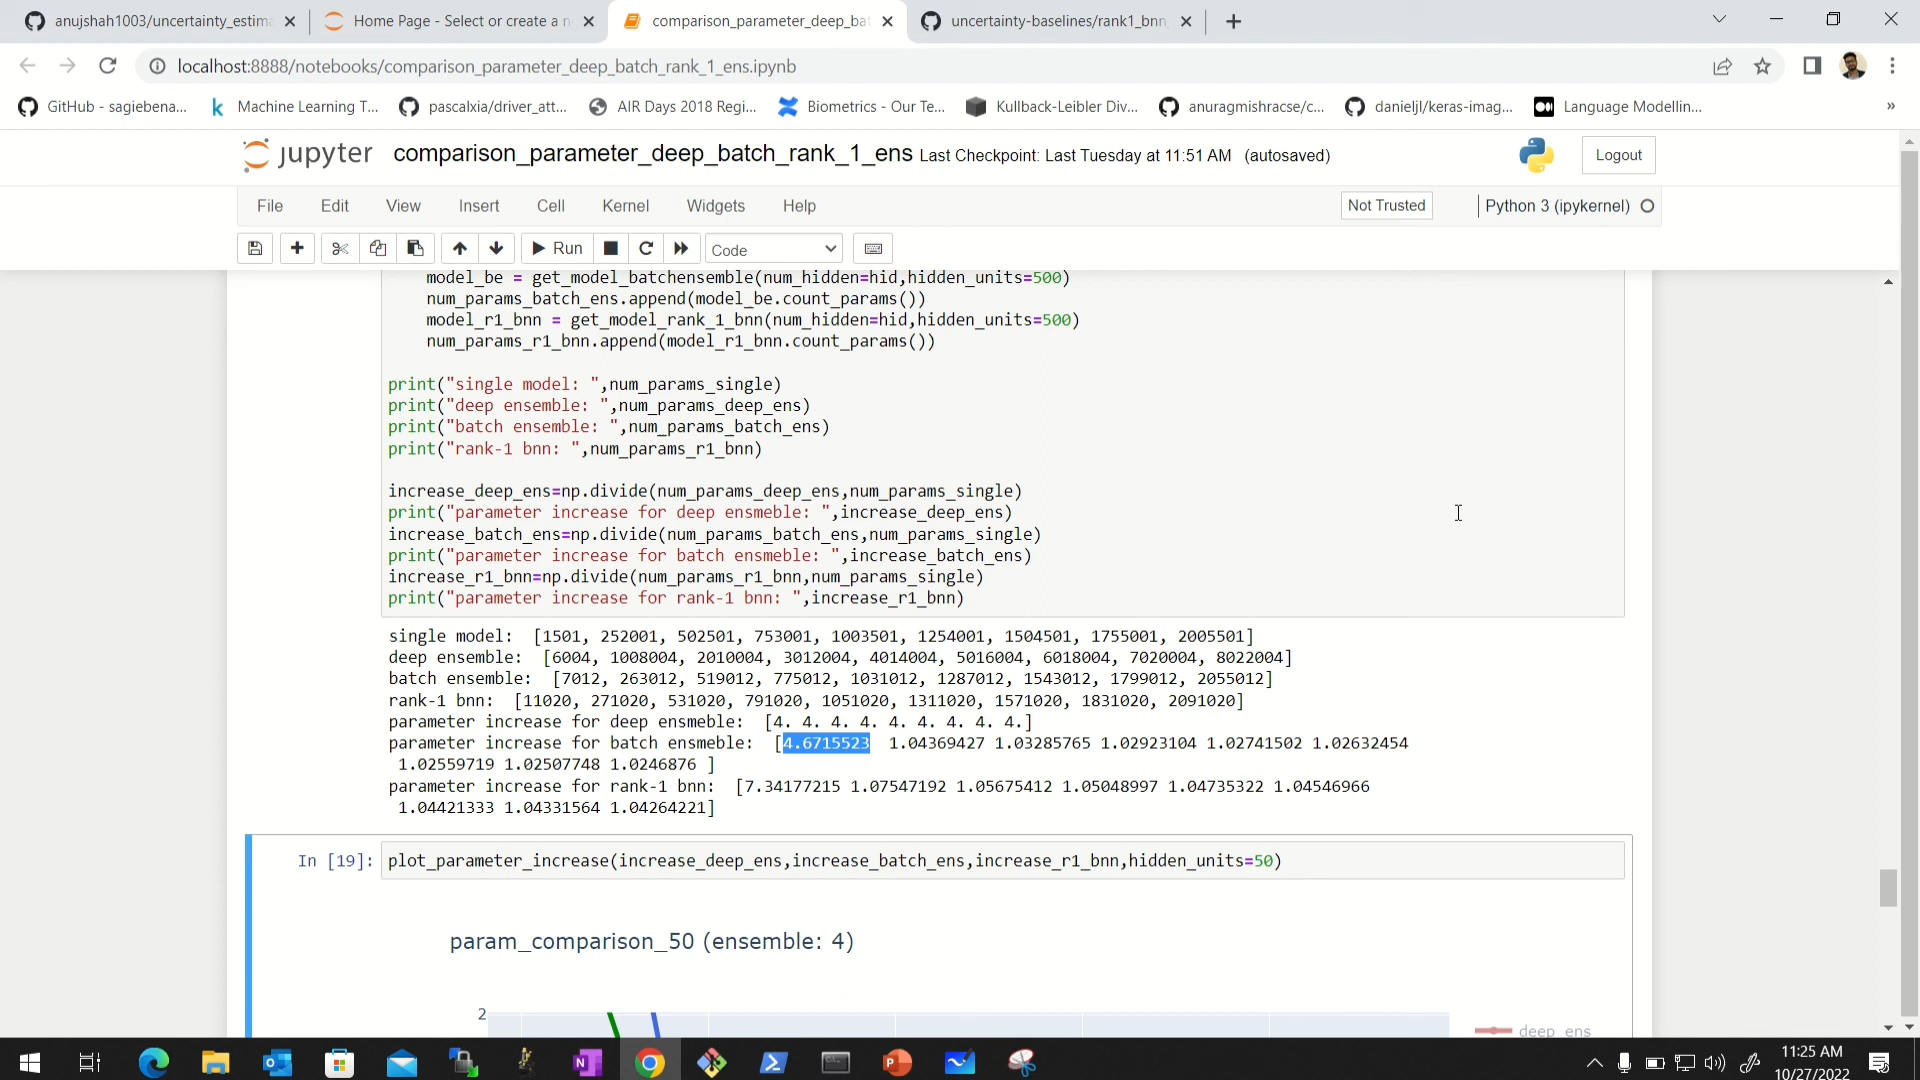 anujshah1003/uncertainty_estima
Home Page - Select or create a n
comparison_parameter_deep_bat
uncertainty-baselines/rank1_bnn
localhost:8888/notebooks/comparison_parameter_deep_batch_rank_1_ens.ipynb
GitHub - sagiebena...
Machine Learning T...
pascalxia/driver_att...
AIR Days 2018 Regi...
Biometrics - Our Te...
Kullback-Leibler Div...
anuragmishracse/c...
danieljl/keras-imag...
Language Modellin...
»
jupyter comparison_parameter_deep_batch_rank_1_ens Last Checkpoint: Last Tuesday at 11:51 AM (autosaved)
Logout
File Edit View Insert Cell Kernel Widgets Help
Not Trusted
Python 3 (ipykernel)
Run
Code
model_be = get_model_batchensemble(num_hidden=hid,hidden_units=500)
num_params_batch_ens.append(model_be.count_params())
model_r1_bnn = get_model_rank_1_bnn(num_hidden=hid,hidden_units=500)
num_params_r1_bnn.append(model_r1_bnn.count_params())
print("single model: ",num_params_single)
print("deep ensemble: ",num_params_deep_ens)
print("batch ensemble: ",num_params_batch_ens)
print("rank-1 bnn: ",num_params_r1_bnn)
increase_deep_ens=np.divide(num_params_deep_ens,num_params_single)
print("parameter increase for deep ensmeble: ",increase_deep_ens)
increase_batch_ens=np.divide(num_params_batch_ens,num_params_single)
print("parameter increase for batch ensmeble: ",increase_batch_ens)
increase_r1_bnn=np.divide(num_params_r1_bnn,num_params_single)
print("parameter increase for rank-1 bnn: ",increase_r1_bnn)
single model:  [1501, 252001, 502501, 753001, 1003501, 1254001, 1504501, 1755001, 2005501]
deep ensemble:  [6004, 1008004, 2010004, 3012004, 4014004, 5016004, 6018004, 7020004, 8022004]
batch ensemble:  [7012, 263012, 519012, 775012, 1031012, 1287012, 1543012, 1799012, 2055012]
rank-1 bnn:  [11020, 271020, 531020, 791020, 1051020, 1311020, 1571020, 1831020, 2091020]
parameter increase for deep ensmeble:  [4. 4. 4. 4. 4. 4. 4. 4. 4.]
parameter increase for batch ensmeble:  [4.6715523  1.04369427 1.03285765 1.02923104 1.02741502 1.02632454
1.02559719 1.02507748 1.0246876 ]
parameter increase for rank-1 bnn:  [7.34177215 1.07547192 1.05675412 1.05048997 1.04735322 1.04546966
1.04421333 1.04331564 1.04264221]
In [19]: plot_parameter_increase(increase_deep_ens,increase_batch_ens,increase_r1_bnn,hidden_units=50)
param_comparison_50 (ensemble: 4)
2
deep_ens
11:25 AM
10/27/2022